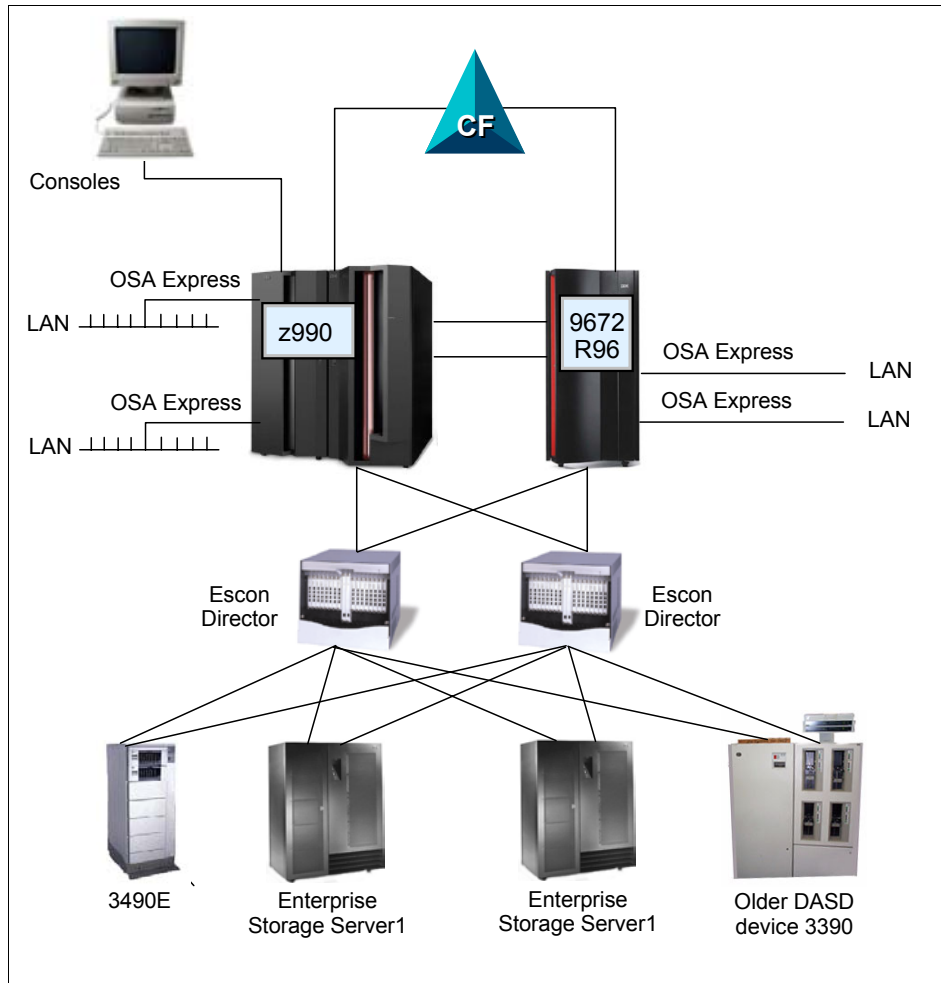 CF
Consoles
OSA Express
LAN
z990
9672
R96
OSA Express
LAN
OSA Express
LAN
OSA Express
LAN
Escon
Director
Escon
Director
3490E
Enterprise
Storage Server1
Enterprise
Storage Server1
Older DASD
device 3390